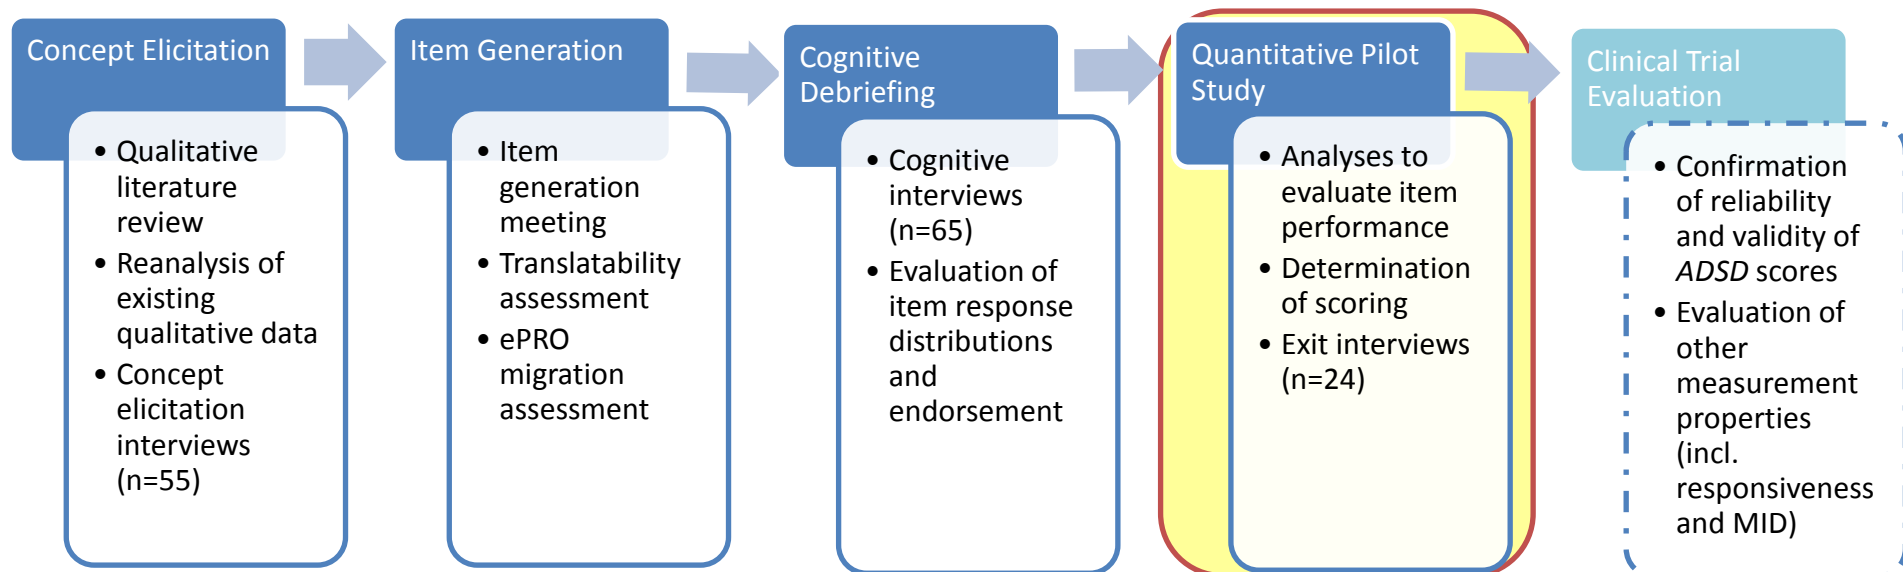 Concept Elicitation
• Qualitative
literature
review
• Reanalysis of
existing
qualitative data
• Concept
elicitation
interviews
(n=55)
Item Generation
• Item
generation
meeting
• Translatability
assessment
• ePRO
migration
assessment
Cognitive
Debriefing
• Cognitive
interviews
(n=65)
• Evaluation of
item response
distributions
and
endorsement
Quantitative Pilot
Study
• Analyses to
evaluate item
performance
• Determination
of scoring
• Exit interviews
(n=24)
Clinical Trial
Evaluation
• Confirmation
of reliability
and validity of
ADSD scores
• Evaluation of
other
measurement
properties
(incl.
responsiveness
and MID)